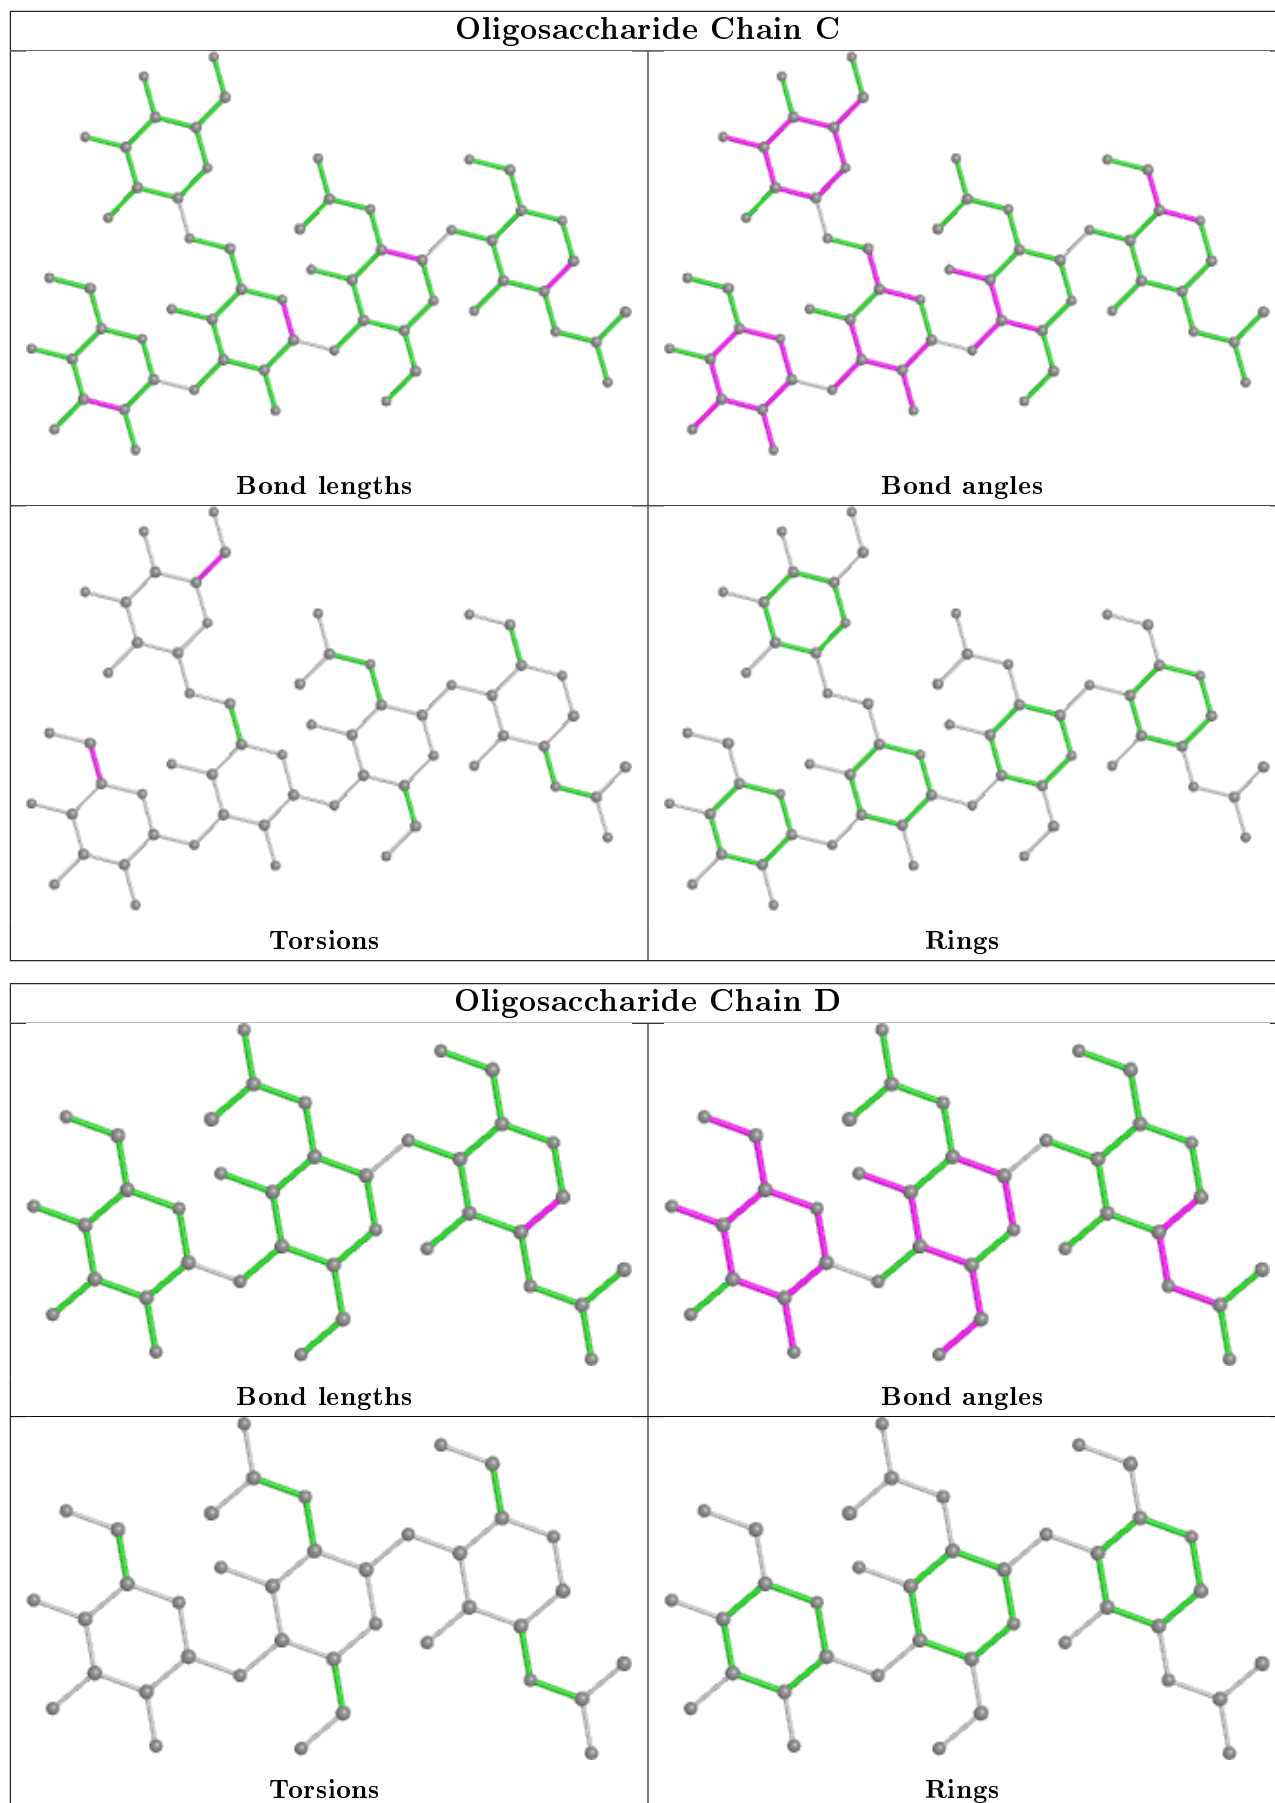 Oligosaccharide Chain C
Bond lengths
Bond angles
Torsions
Rings
Oligosaccharide Chain D
Bond lengths
Bond angles
Torsions
Rings